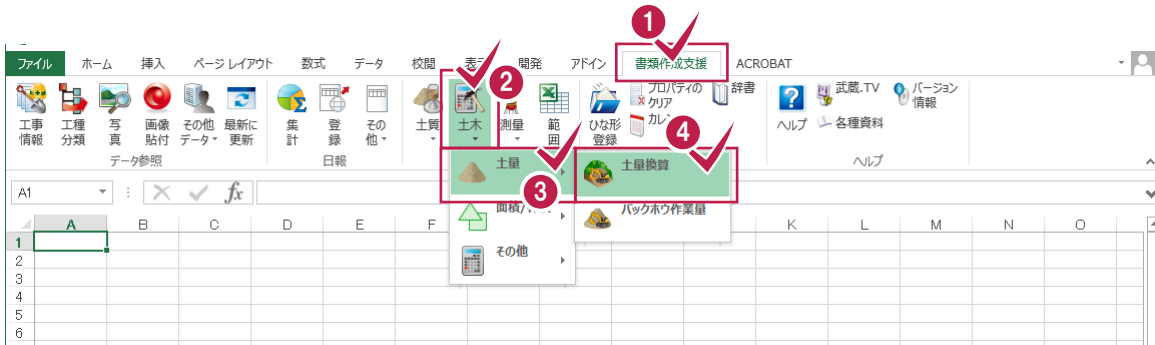 1
ファイル ホーム 挿入 ページ レイアウト 数式 データ 校閲 開発 アドイン 書類作成支援 ACROBAT
2
工事
情報
工種
分類
写
真
画像
貼付
その他
データ
最新に
更新
データ参照
集
計
登
録
その
他
日報
土質
土木
測量
範
囲
ひな形
登録
プロパティの
クリア
辞書
ヘルプ
武蔵.TV
各種資料
バージョン
情報
ヘルプ
4
土量
3
その他
土量換算
バックホウ作業量
A1
fx
A B C D E F K L M N O
1
2
3
4
5
6